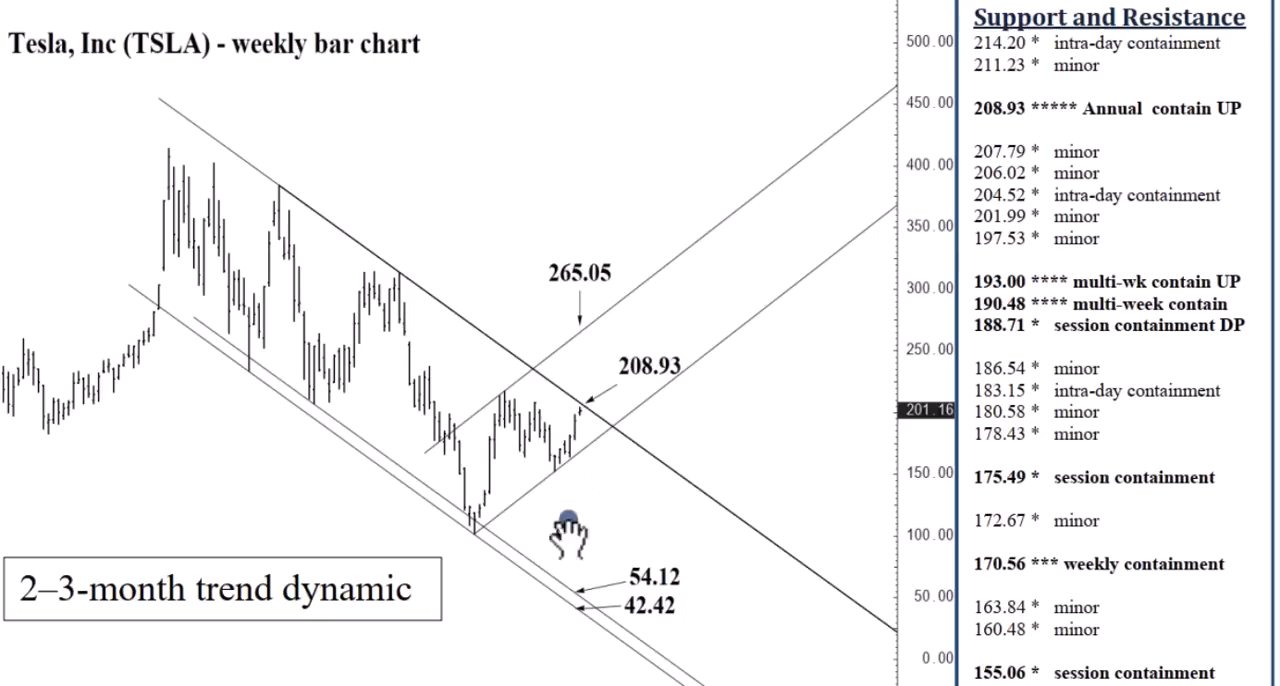 Tesla, Inc (TSLA) - weekly bar chart
500.00
450.00
400.00
350.00
300.00
250.00
201.16
150.00
100.00
50.00
0.00
265.05
208.93
54.12
42.42
2–3-month trend dynamic
Support and Resistance
214.20 * intra-day containment
211.23 * minor
208.93 ***** Annual contain UP
207.79 * minor
206.02 * minor
204.52 * intra-day containment
201.99 * minor
197.53 * minor
193.00 **** multi-wk contain UP
190.48 **** multi-week contain
188.71 * session containment DP
186.54 * minor
183.15 * intra-day containment
180.58 * minor
178.43 * minor
175.49 * session containment
172.67 * minor
170.56 *** weekly containment
163.84 * minor
160.48 * minor
155.06 * session containment